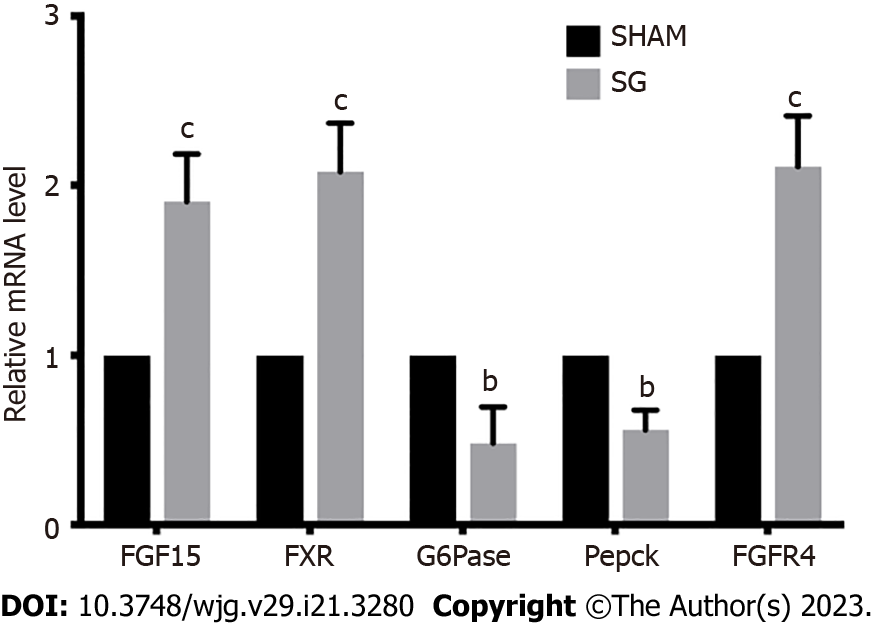 3
2
1
0
Relative mRNA level
SHAM
SG
c
c
b
b
c
FGF15 FXR G6Pase Pepck FGFR4
DOI: 10.3748/wjg.v29.i21.3280 Copyright ©The Author(s) 2023.